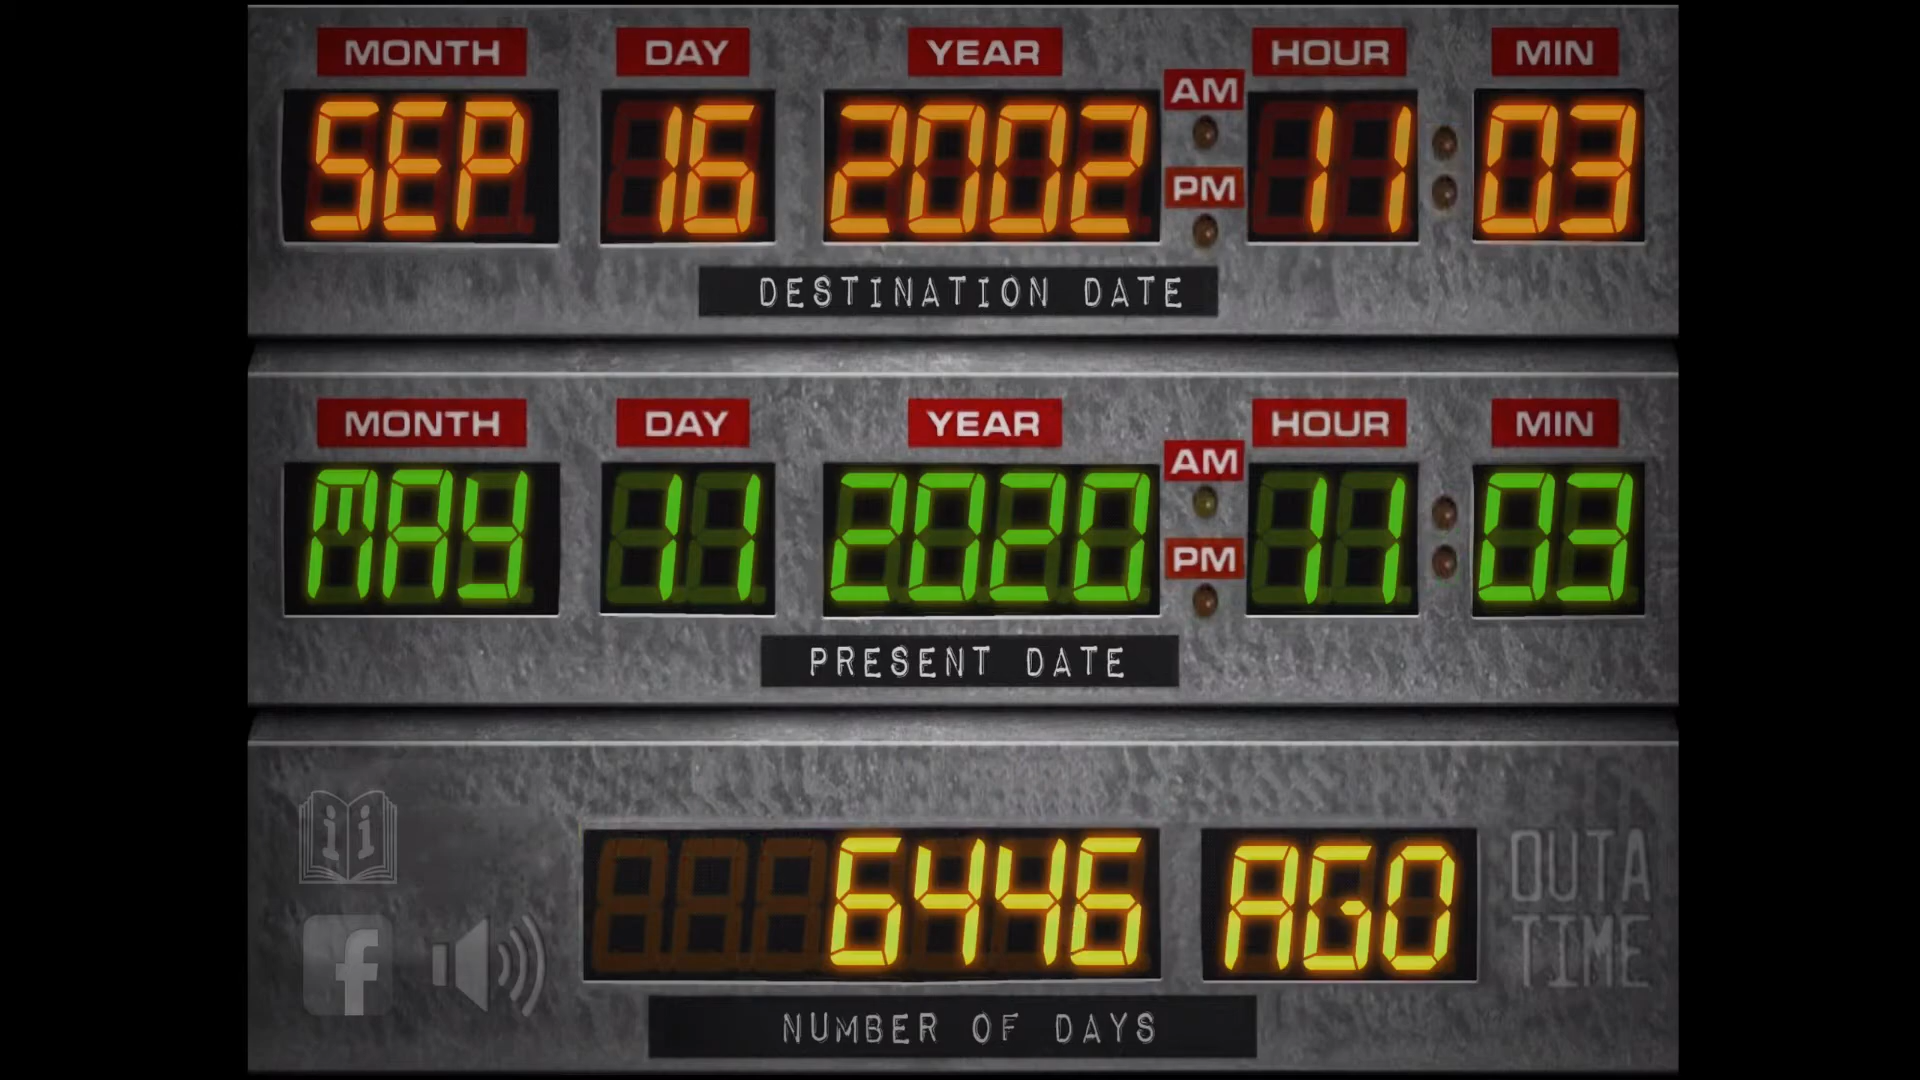 MONTH DAY YEAR HOUR MIN
AM
SEP 16 2002 11 03
PM
DESTINATION DATE
MONTH DAY YEAR HOUR MIN
AM
MAY 11 2020 11 03
PM
PRESENT DATE
6446 AGO
OUTA
TIME
NUMBER OF DAYS